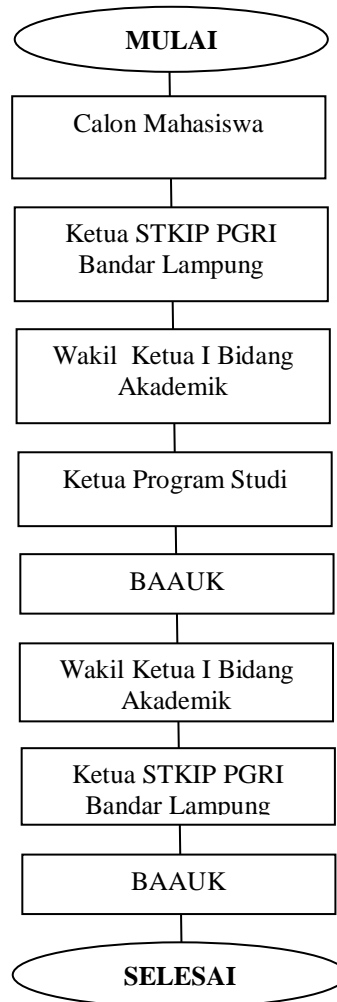 MULAI
Calon Mahasiswa
Ketua STKIP PGRI
Bandar Lampung
Wakil Ketua I Bidang
Akademik
Ketua Program Studi
BAAUK
Wakil Ketua I Bidang
Akademik
Ketua STKIP PGRI
Bandar Lampung
BAAUK
SELESAI